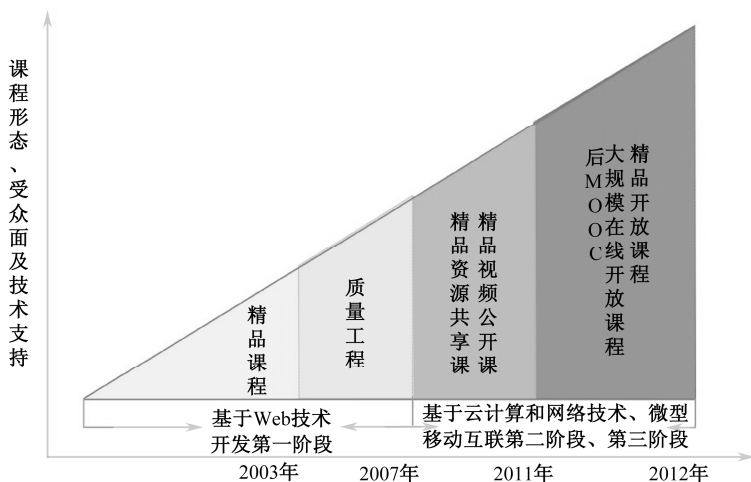 课程形态、受众面及技术支持
精品课程
质量工程
精品视频公开课
精品资源共享课
精品开放课程
大规模在线开放课程
后MOOC
基于Web技术
开发第一阶段
基于云计算和网络技术、微型
移动互联第二阶段、第三阶段
2003年
2007年
2011年
2012年